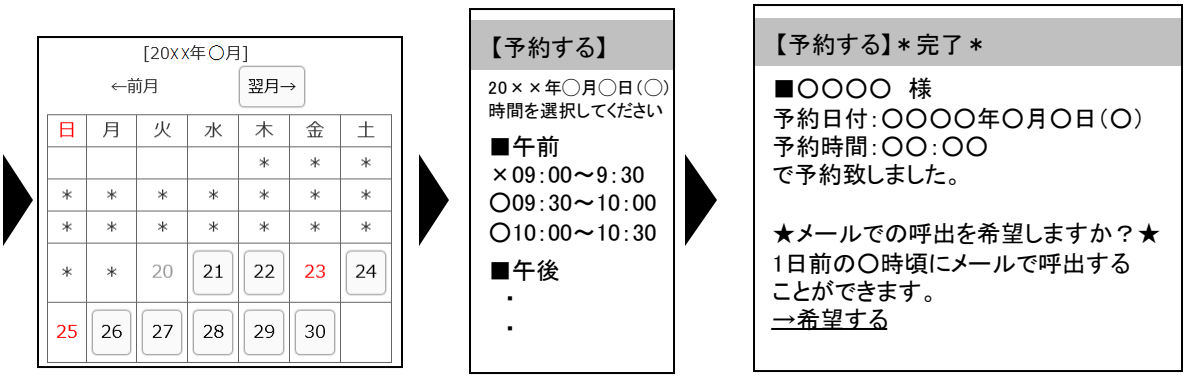 [20XX年〇月]
←前月 翌月→
日 月 火 水 木 金 土
* * *
* * * * * * *
* * * * * * *
* * 20 21 22 23 24
25 26 27 28 29 30
【予約する】
20××年〇月〇日(〇)
時間を選択してください
■午前
×09:00～9:30
〇09:30～10:00
〇10:00～10:30
■午後
・
・
【予約する】*完了*
■〇〇〇〇 様
予約日付:〇〇〇〇年〇月〇日(〇)
予約時間:〇〇:〇〇
で予約致しました。
★メールでの呼出を希望しますか？★
1日前の〇時頃にメールで呼出する
ことができます。
→希望する